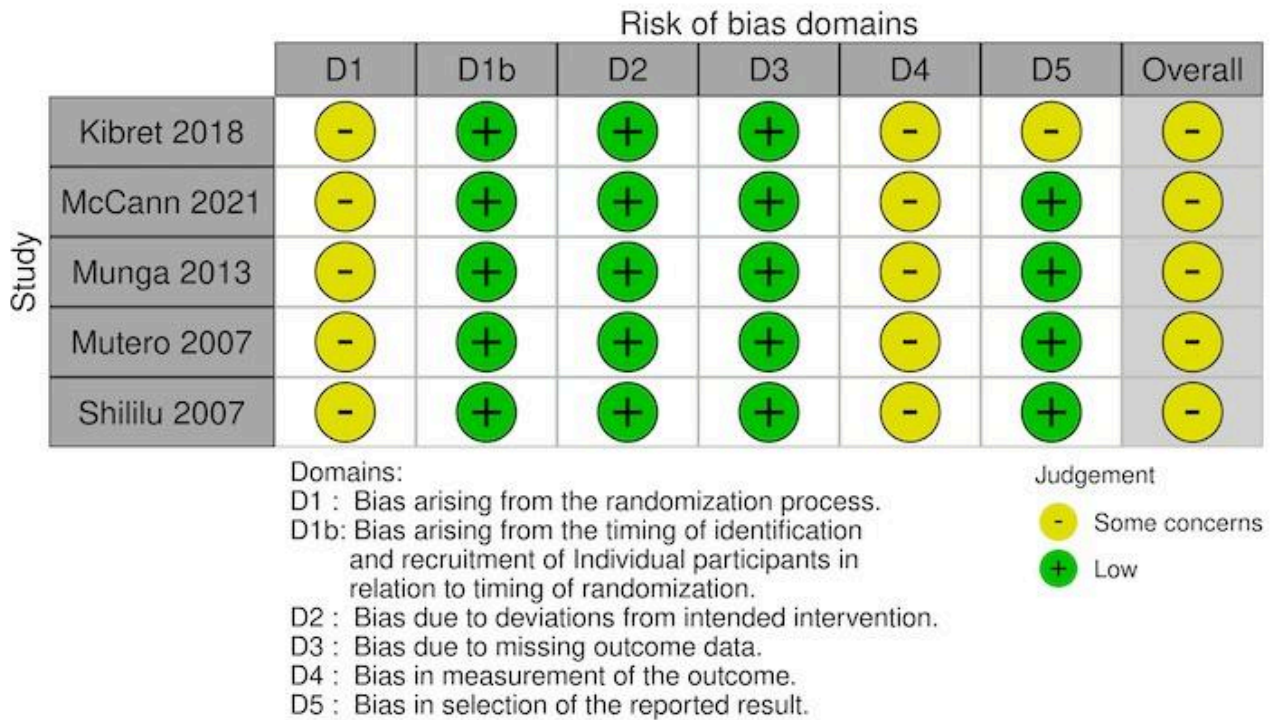 Risk of bias domains
D1 D1b D2 D3 D4 D5 Overall
Study
Kibret 2018 - + + + - - -
McCann 2021 - + + + - + -
Munga 2013 - + + + - + -
Mutero 2007 - + + + - + -
Shililu 2007 - + + + - + -
Domains:
D1 : Bias arising from the randomization process.
D1b: Bias arising from the timing of identification
and recruitment of Individual participants in
relation to timing of randomization.
D2 : Bias due to deviations from intended intervention.
D3 : Bias due to missing outcome data.
D4 : Bias in measurement of the outcome.
D5 : Bias in selection of the reported result.
Judgement
- Some concerns
+ Low